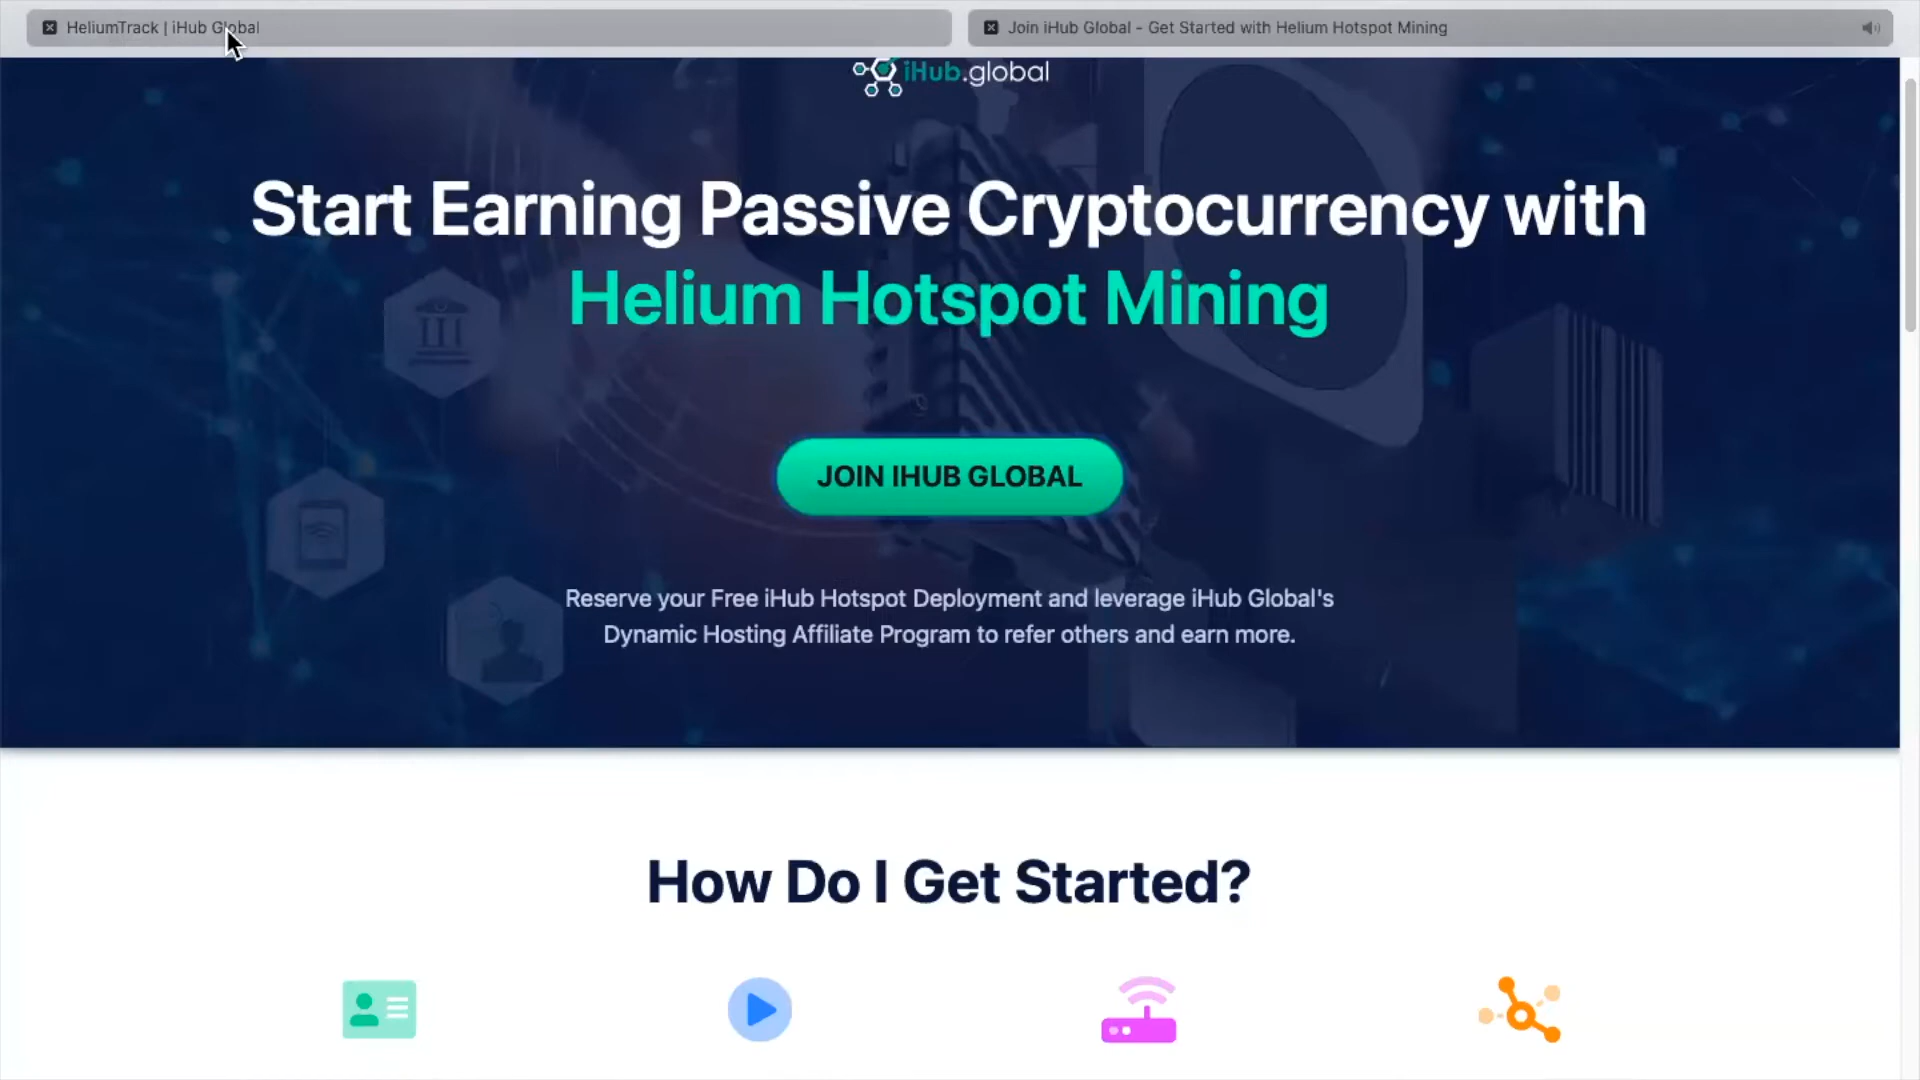 HeliumTrack | iHub Global
Join iHub Global - Get Started with Helium Hotspot Mining
iHub.global
Start Earning Passive Cryptocurrency with
Helium Hotspot Mining
JOIN IHUB GLOBAL
Reserve your Free iHub Hotspot Deployment and leverage iHub Global's
Dynamic Hosting Affiliate Program to refer others and earn more.
How Do I Get Started?